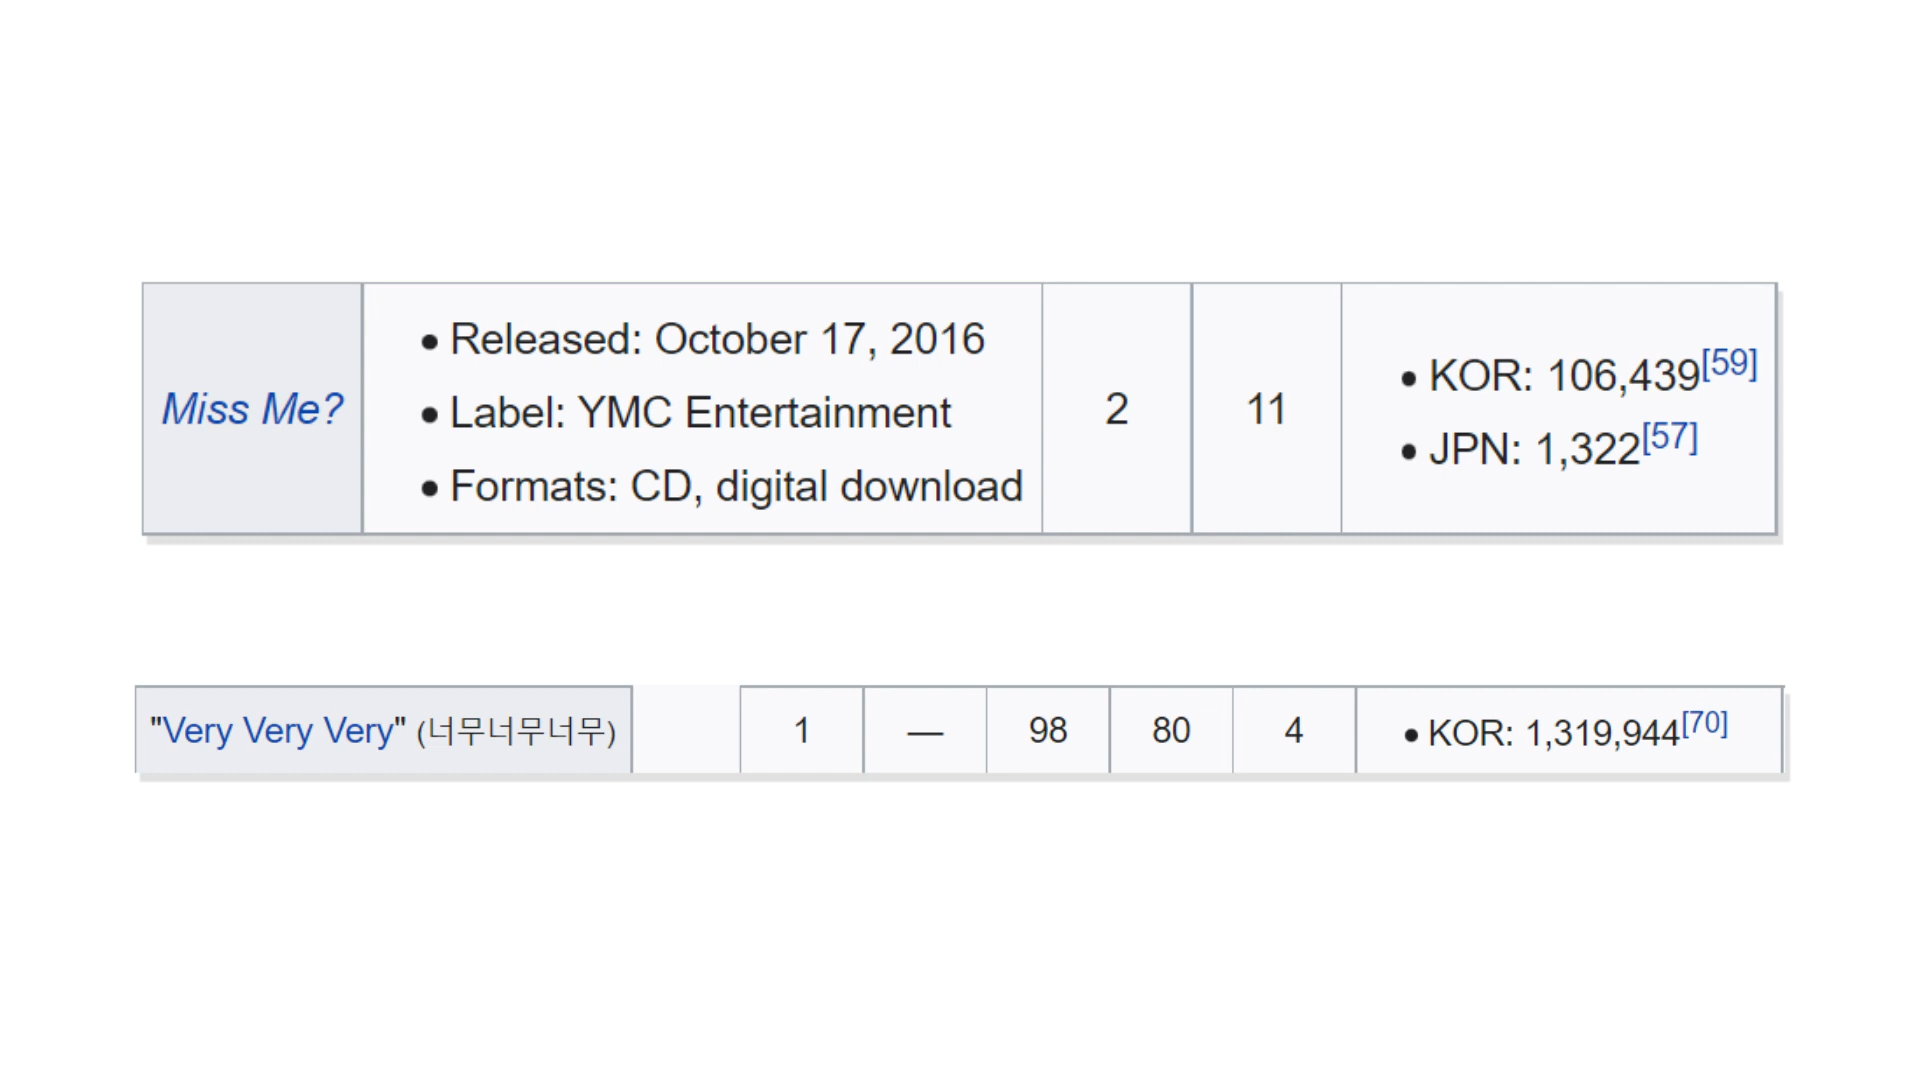 Miss Me?
• Released: October 17, 2016
• Label: YMC Entertainment
• Formats: CD, digital download
2
11
• KOR: 106,439[59]
• JPN: 1,322[57]
"Very Very Very" (너무너무너무)
1
—
98
80
4
• KOR: 1,319,944[70]